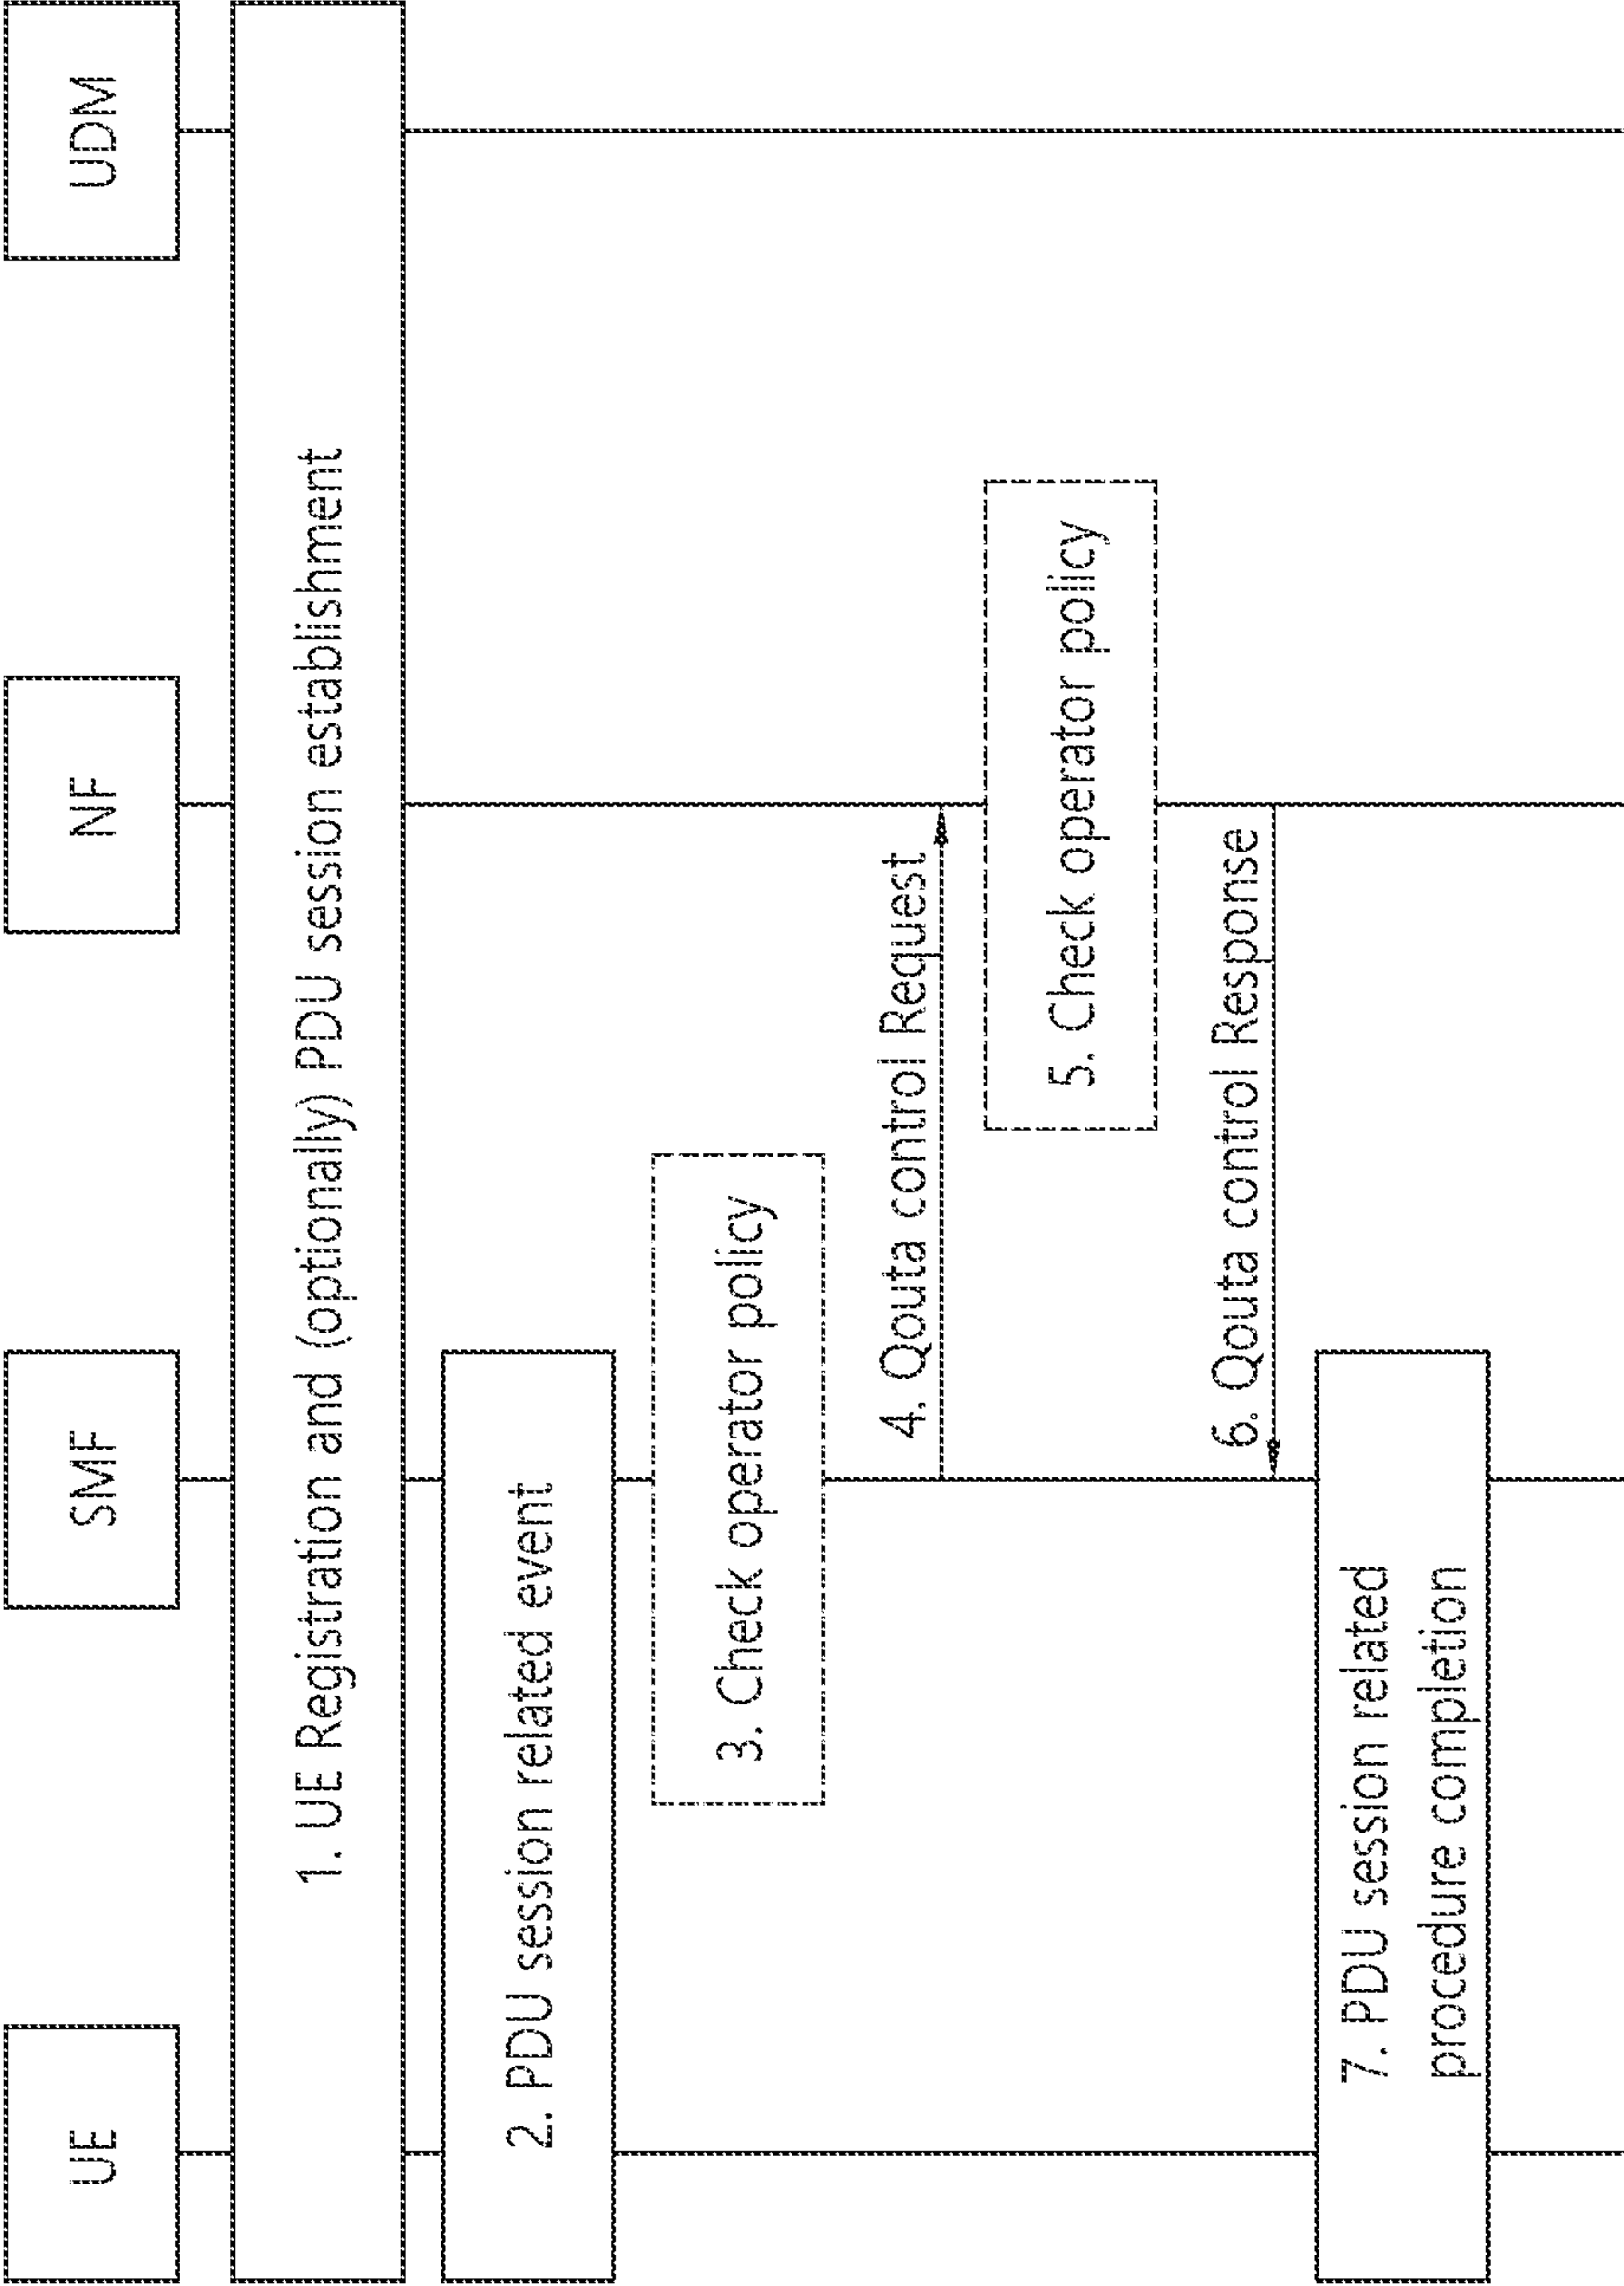 UE
SMF
NF
UDM
1. UE Registration and (optionally) PDU session establishment
2. PDU session related event
3. Check operator policy
4. Qouta control Request
5. Check operator policy
6. Qouta control Response
7. PDU session related
procedure completion